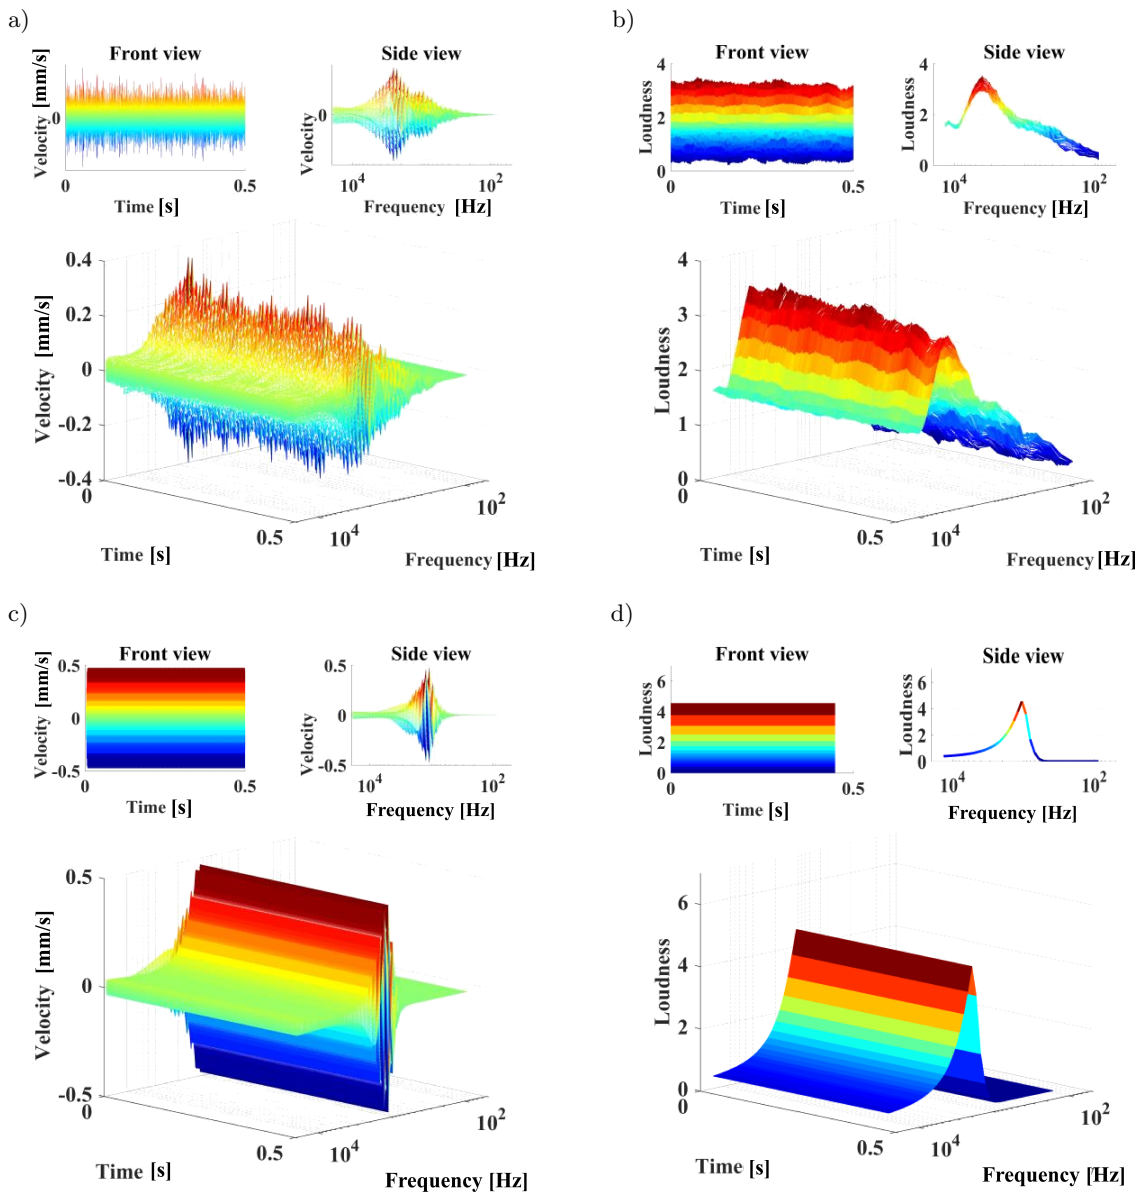 a)
Front view
Velocity [mm/s]
0
0
0.5
Time [s]
Side view
Velocity
0
10^4
10^2
Frequency [Hz]
0.4
0.2
0
-0.2
-0.4
Velocity [mm/s]
0
0.5
Time [s]
10^4
10^2
Frequency [Hz]
b)
Front view
Loudness
4
2
0
0
0.5
Time [s]
Side view
Loudness
4
2
0
10^4
10^2
Frequency [Hz]
4
3
2
1
0
Loudness
0
0.5
Time [s]
10^4
10^2
Frequency [Hz]
c)
Front view
Velocity [mm/s]
0.5
0
-0.5
0
0.5
Time [s]
Side view
Velocity
0.5
0
-0.5
10^4
10^2
Frequency [Hz]
0.5
0
-0.5
Velocity [mm/s]
0
0.5
Time [s]
10^4
10^2
Frequency [Hz]
d)
Front view
Loudness
6
4
2
0
0
0.5
Time [s]
Side view
Loudness
6
4
2
0
10^4
10^2
Frequency [Hz]
6
4
2
0
Loudness
0
0.5
Time [s]
10^4
10^2
Frequency [Hz]